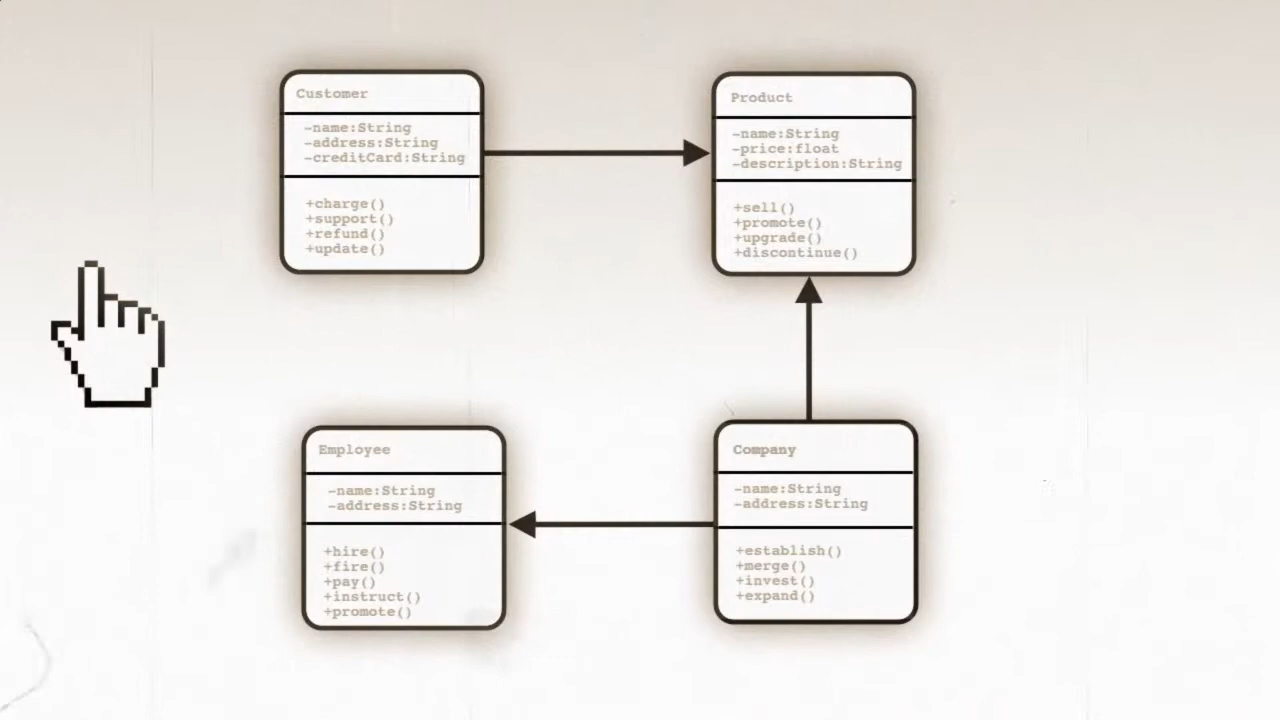 Customer
-name:String
-address:String
-creditCard:String
+charge()
+support()
+refund()
+update()
Product
-name:String
-price:float
-description:String
+sell()
+promote()
+upgrade()
+discontinue()
Employee
-name:String
-address:String
+hire()
+fire()
+pay()
+instruct()
+promote()
Company
-name:String
-address:String
+establish()
+merge()
+invest()
+expand()